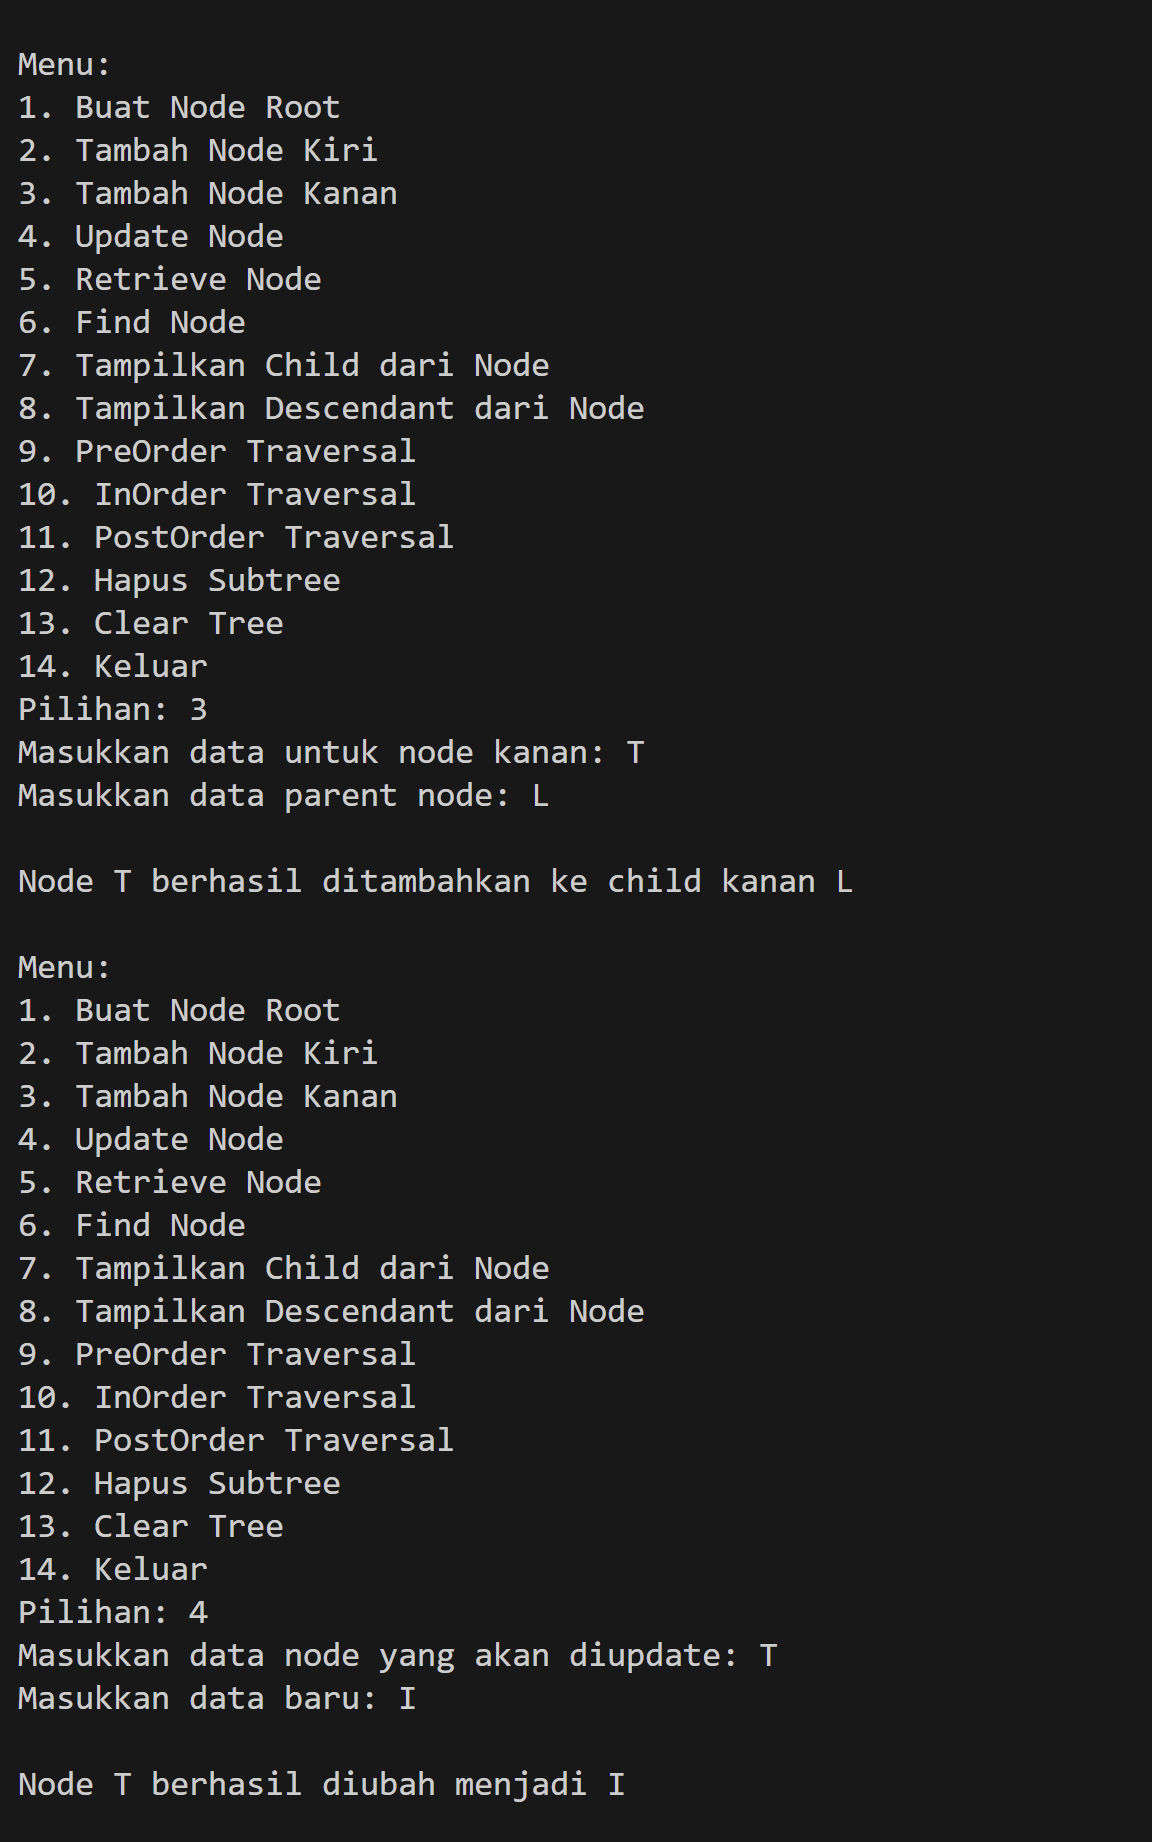 Menu:
1. Buat Node Root
2. Tambah Node Kiri
3. Tambah Node Kanan
4. Update Node
5. Retrieve Node
6. Find Node
7. Tampilkan Child dari Node
8. Tampilkan Descendant dari Node
9. PreOrder Traversal
10. InOrder Traversal
11. PostOrder Traversal
12. Hapus Subtree
13. Clear Tree
14. Keluar
Pilihan: 3
Masukkan data untuk node kanan: T
Masukkan data parent node: L
Node T berhasil ditambahkan ke child kanan L
Menu:
1. Buat Node Root
2. Tambah Node Kiri
3. Tambah Node Kanan
4. Update Node
5. Retrieve Node
6. Find Node
7. Tampilkan Child dari Node
8. Tampilkan Descendant dari Node
9. PreOrder Traversal
10. InOrder Traversal
11. PostOrder Traversal
12. Hapus Subtree
13. Clear Tree
14. Keluar
Pilihan: 4
Masukkan data node yang akan diupdate: T
Masukkan data baru: I
Node T berhasil diubah menjadi I